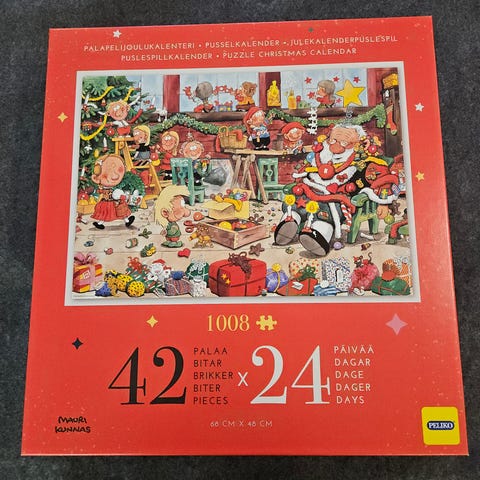 PALAPELIJOULUKALENTERI • PUSSELKALENDER • JULEKALENDERPUSLESPIL
PUSLESPILLKALENDER • PUZZLE CHRISTMAS CALENDAR
1008
42
PALAA
BITAR
BRIKKER
BITER
PIECES
X
24
PÄIVÄÄ
DAGAR
DAGE
DAGER
DAYS
68 CM X 48 CM
MAURI
KUNNAS
PELIKO